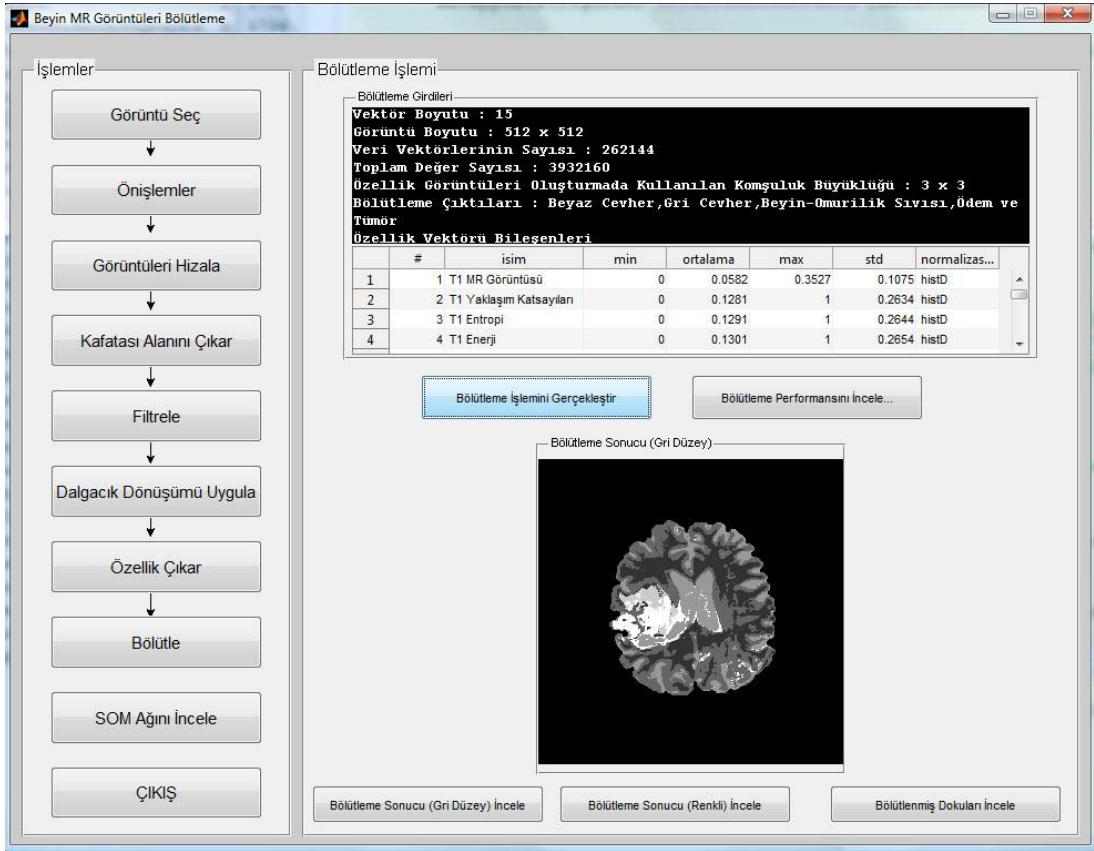 Beyin MR Görüntüleri Bölütleme
İşlemler
Görüntü Seç
Önişlemler
Görüntüleri Hizala
Kafatası Alanını Çıkar
Filtrele
Dalgacık Dönüşümü Uygula
Özellik Çıkar
Bölütle
SOM Ağını İncele
ÇIKIŞ
Bölütleme İşlemi
Bölütleme Girdileri
Vektör Boyutu : 15
Görüntü Boyutu : 512 x 512
Veri Vektörlerinin Sayısı : 262144
Toplam Değer Sayısı : 3932160
Özellik Görüntüleri Oluşturmada Kullanılan Komşuluk Büyüklüğü : 3 x 3
Bölütleme Çıktıları : Beyaz Cevher,Gri Cevher,Beyin-Omurilik Sıvısı,Ödem ve
Tümör
Özellik Vektörü Bileşenleri
# isim min ortalama max std normalizas...
1 1 T1 MR Görüntüsü 0 0.0582 0.3527 0.1075 histD
2 2 T1 Yaklaşım Katsayıları 0 0.1281 1 0.2634 histD
3 3 T1 Entropi 0 0.1291 1 0.2644 histD
4 4 T1 Enerji 0 0.1301 1 0.2654 histD
Bölütleme İşlemini Gerçekleştir
Bölütleme Performansını İncele...
Bölütleme Sonucu (Gri Düzey)
Bölütleme Sonucu (Gri Düzey) İncele
Bölütleme Sonucu (Renkli) İncele
Bölütlenmiş Dokuları İncele